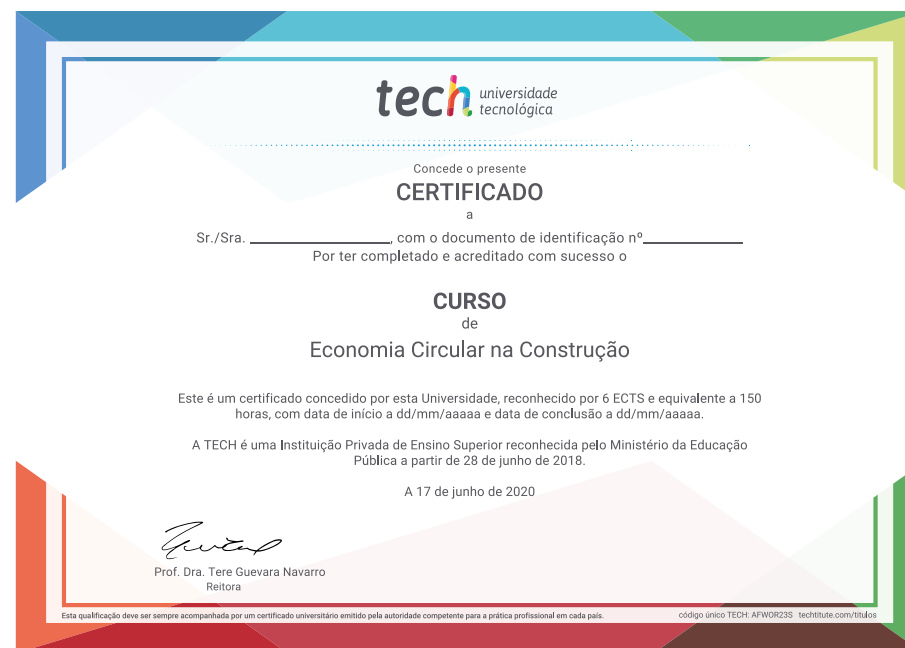 tech universidade
tecnológica
Concede o presente
CERTIFICADO
a
Sr./Sra. ____________________, com o documento de identificação nº______________
Por ter completado e acreditado com sucesso o
CURSO
de
Economia Circular na Construção
Este é um certificado concedido por esta Universidade, reconhecido por 6 ECTS e equivalente a 150
horas, com data de início a dd/mm/aaaaa e data de conclusão a dd/mm/aaaaa.
A TECH é uma Instituição Privada de Ensino Superior reconhecida pelo Ministério da Educação
Pública a partir de 28 de junho de 2018.
A 17 de junho de 2020
Prof. Dra. Tere Guevara Navarro
Reitora
Esta qualificação deve ser sempre acompanhada por um certificado universitário emitido pela autoridade competente para a prática profissional em cada país. código único TECH: AFWOR23S techtitute.com/titulos